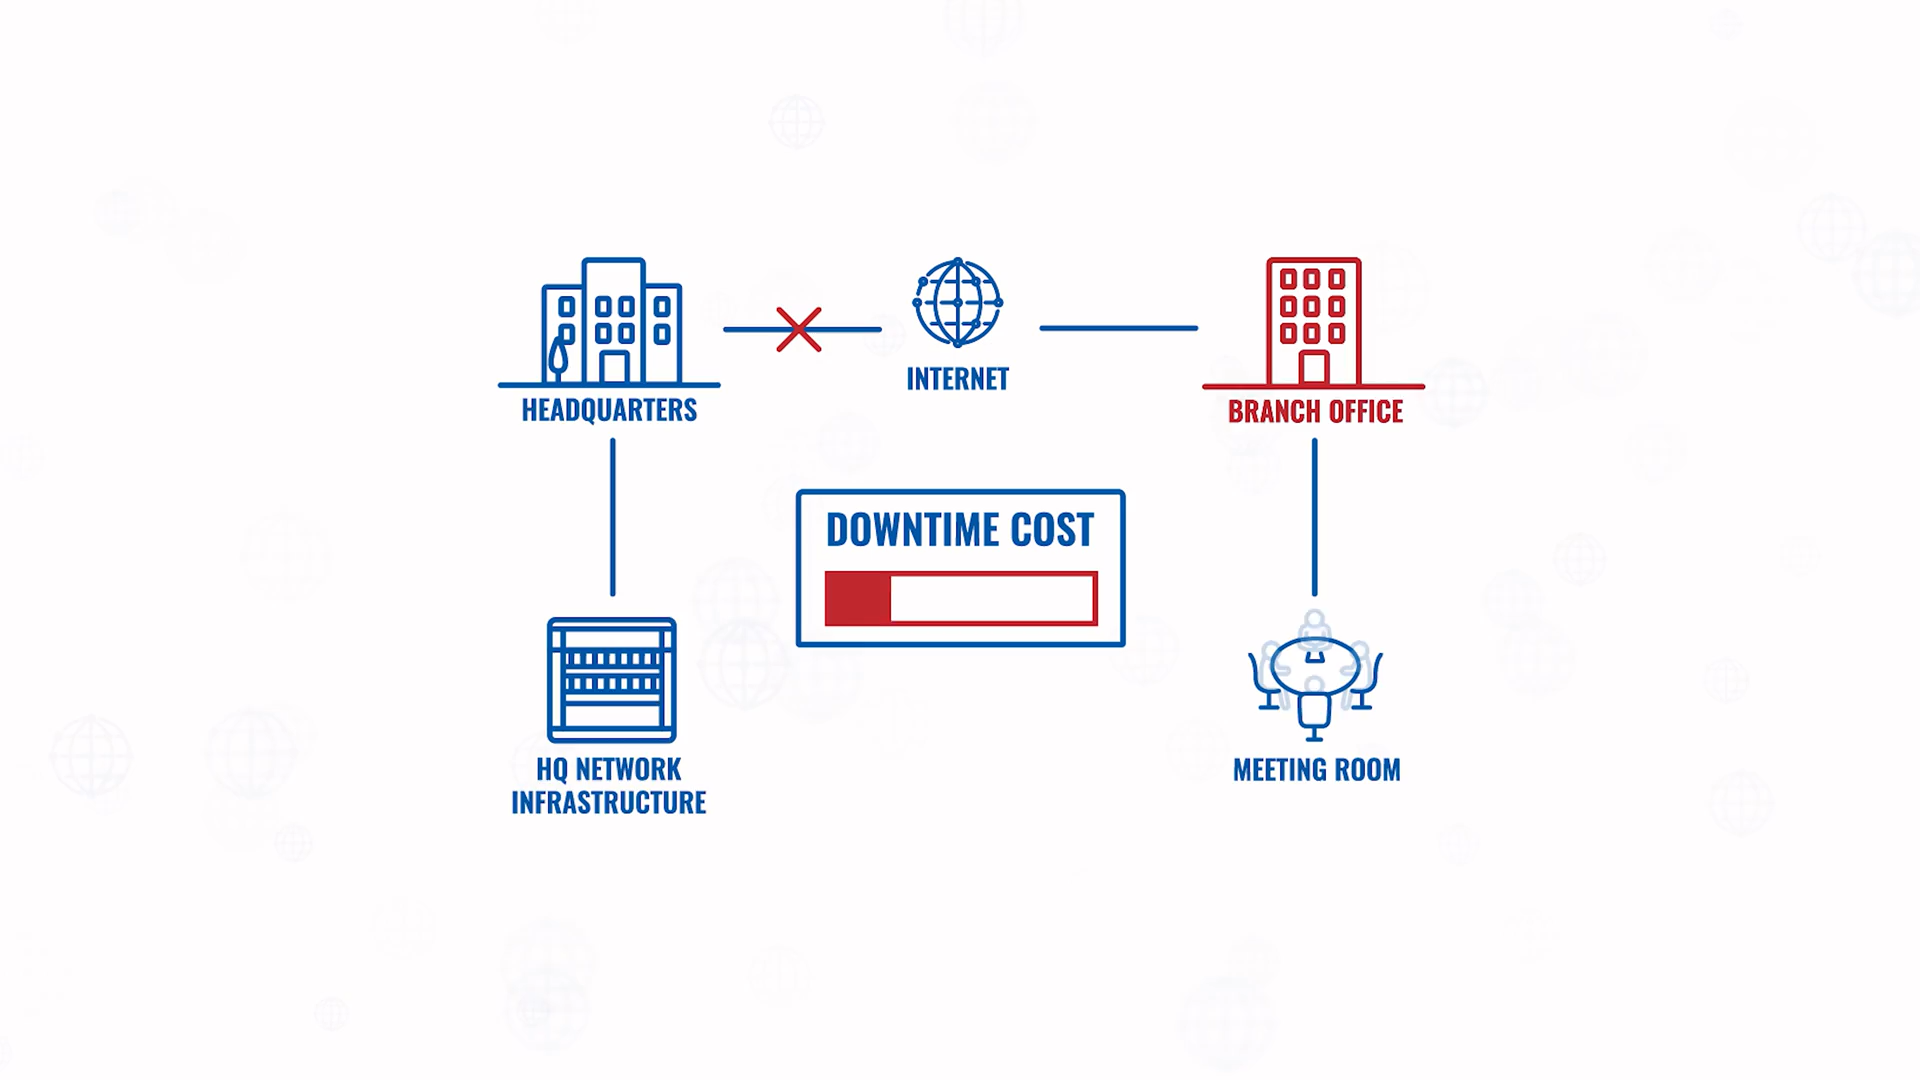 HEADQUARTERS
INTERNET
BRANCH OFFICE
DOWNTIME COST
HQ NETWORK
INFRASTRUCTURE
MEETING ROOM